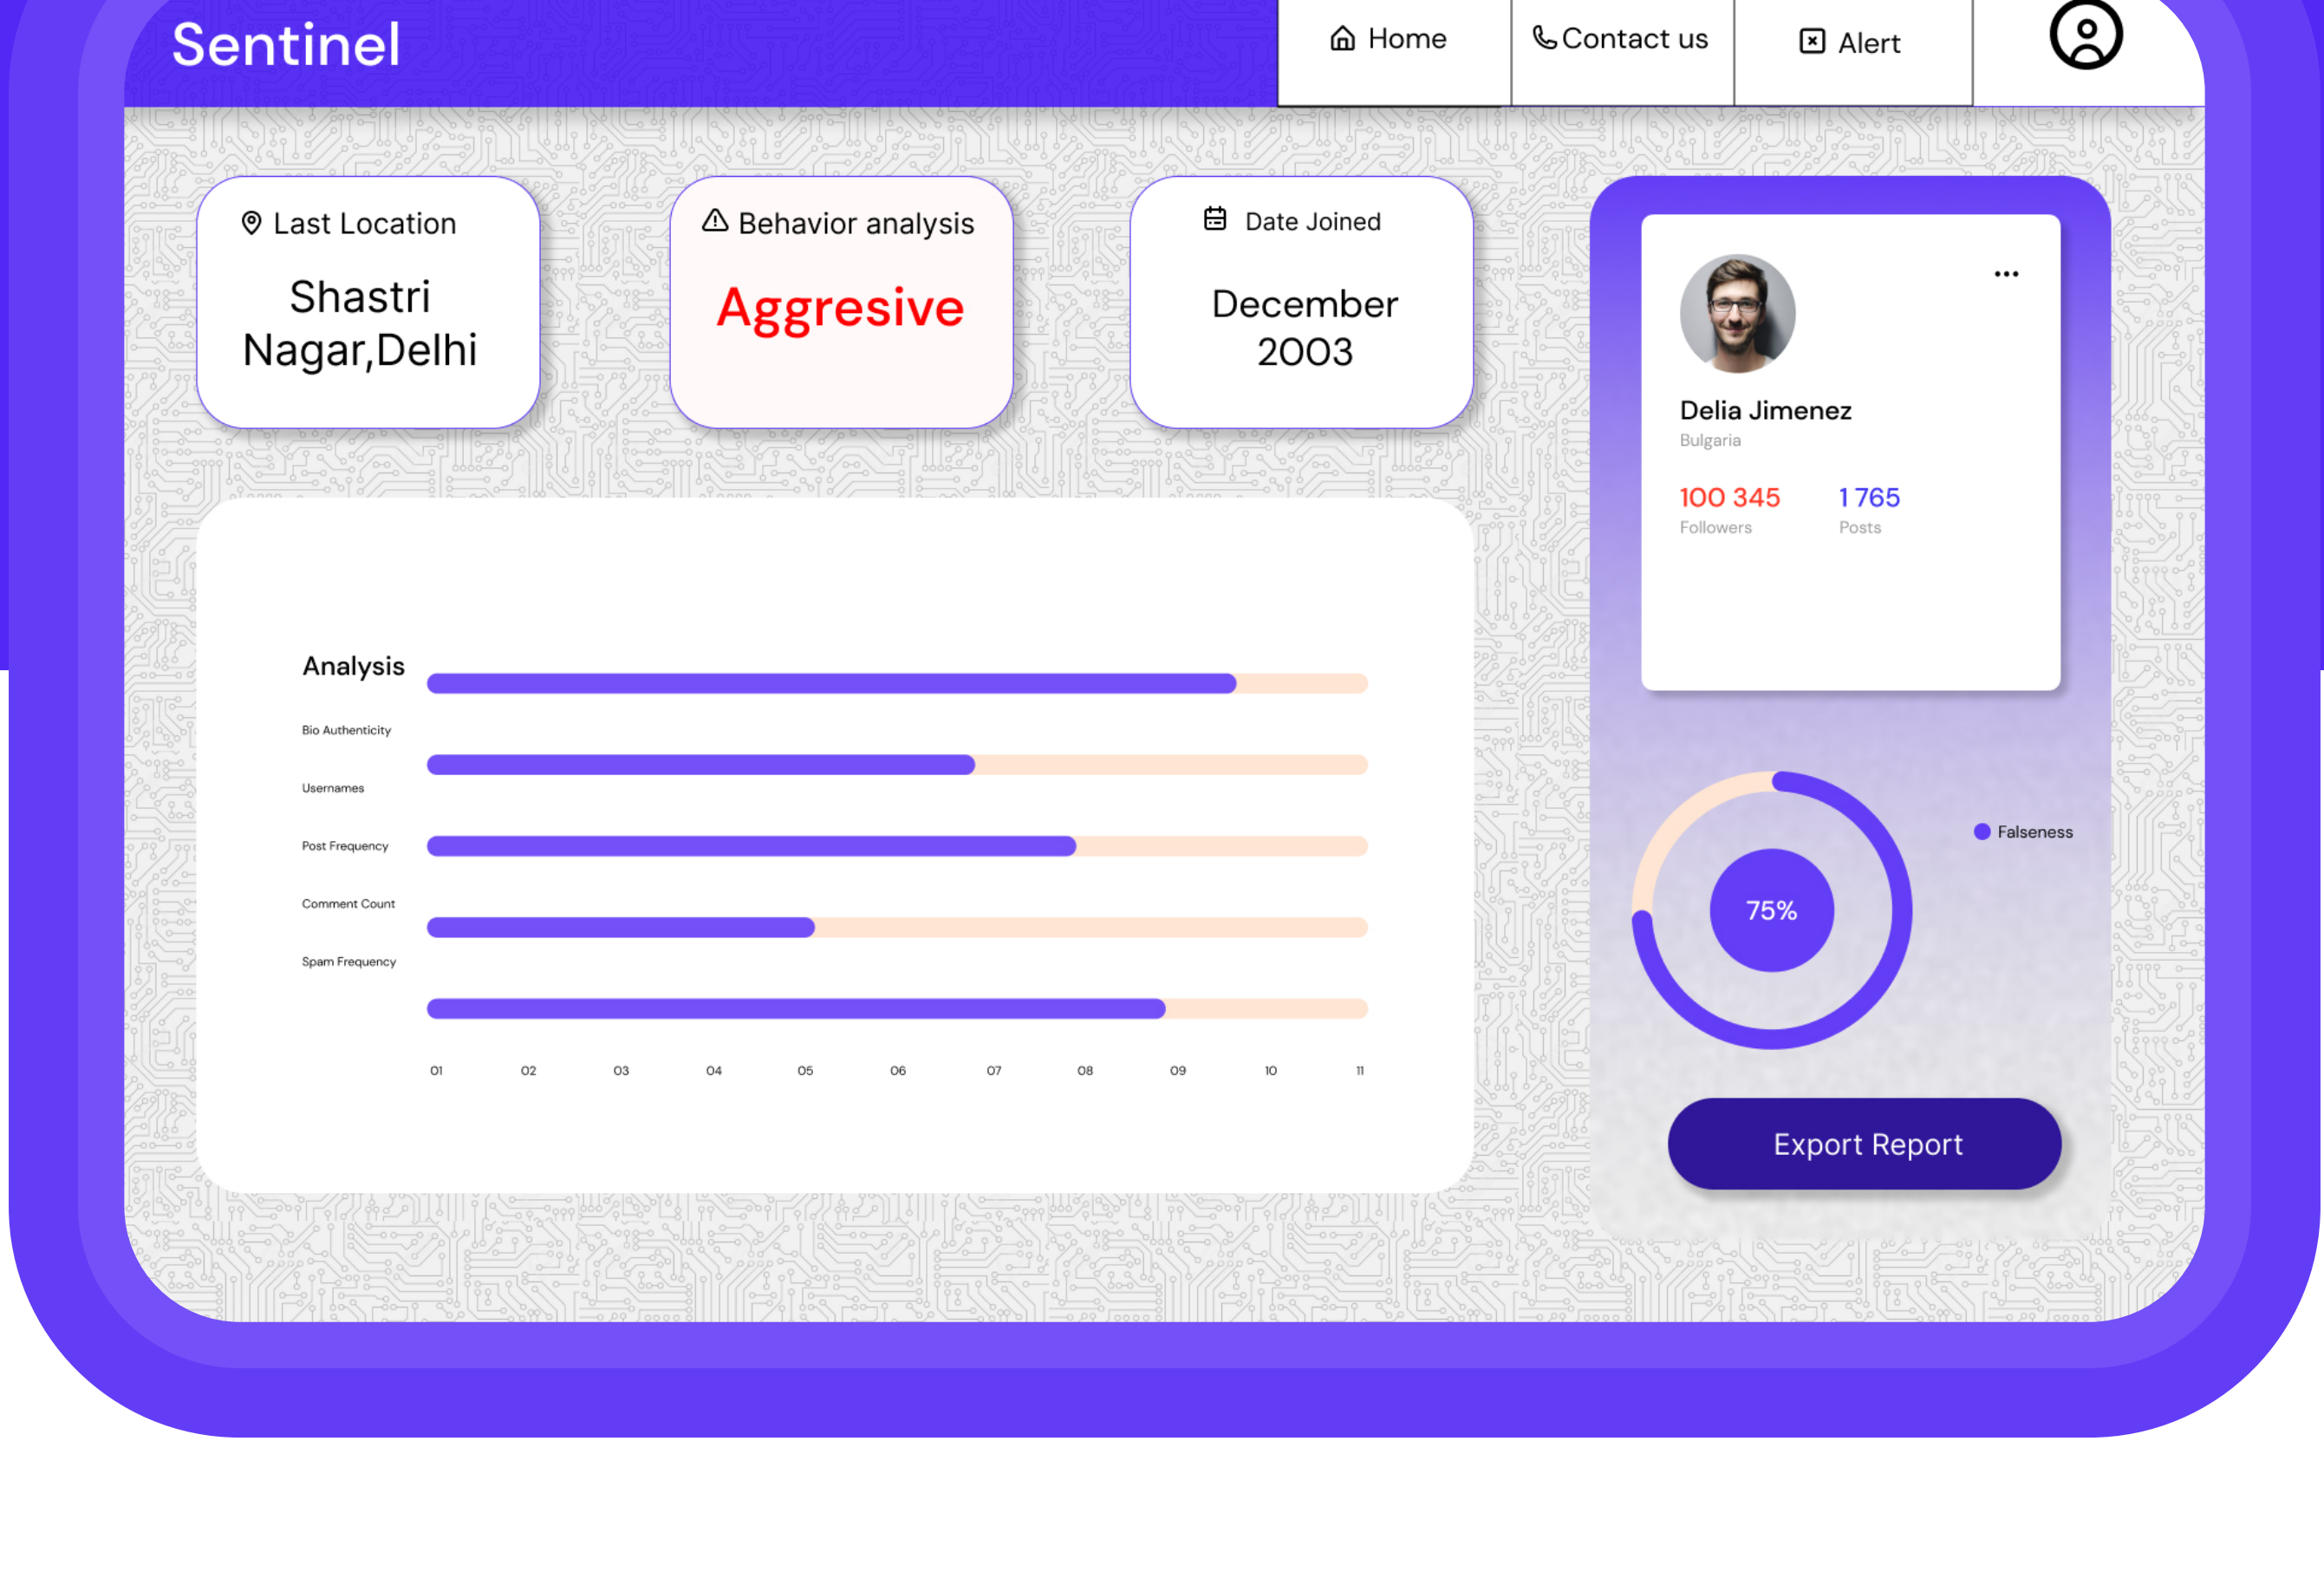 Sentinel
Home
Contact us
Alert
Last Location
Shastri
Nagar,Delhi
Behavior analysis
Aggresive
Date Joined
December
2003
Delia Jimenez
Bulgaria
100 345
Followers
1 765
Posts
Analysis
Bio Authenticity
Usernames
Post Frequency
Comment Count
Spam Frequency
01 02 03 04 05 06 07 08 09 10 11
Falseness
75%
Export Report